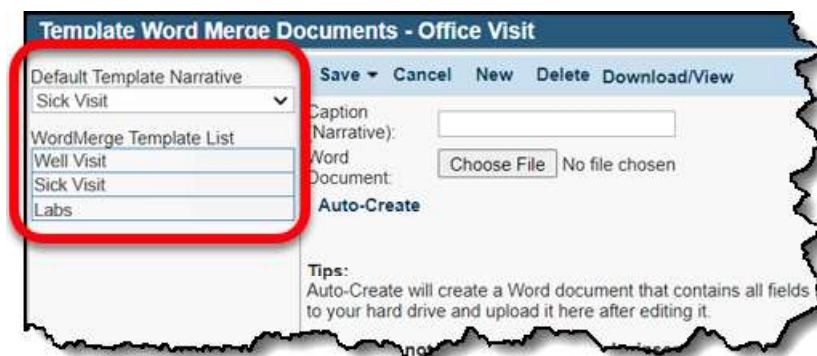 Template Word Merge Documents - Office Visit
Default Template Narrative
Sick Visit
WordMerge Template List
Well Visit
Sick Visit
Labs
Save Cancel New Delete Download/View
Caption
(Narrative):
Word
Document:
Choose File No file chosen
Auto-Create
Tips:
Auto-Create will create a Word document that contains all fields
to your hard drive and upload it here after editing it.
not